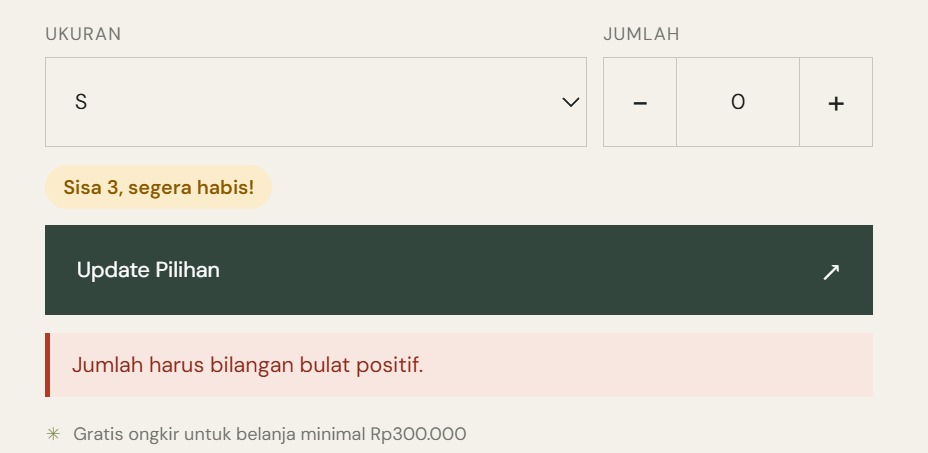 UKURAN
JUMLAH
S
− 0 +
Sisa 3, segera habis!
Update Pilihan ↗
Jumlah harus bilangan bulat positif.
✳ Gratis ongkir untuk belanja minimal Rp300.000